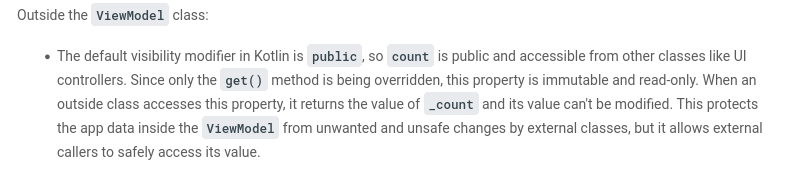 Outside the ViewModel class:
• The default visibility modifier in Kotlin is public, so count is public and accessible from other classes like UI
controllers. Since only the get() method is being overridden, this property is immutable and read-only. When an
outside class accesses this property, it returns the value of _count and its value can't be modified. This protects
the app data inside the ViewModel from unwanted and unsafe changes by external classes, but it allows external
callers to safely access its value.